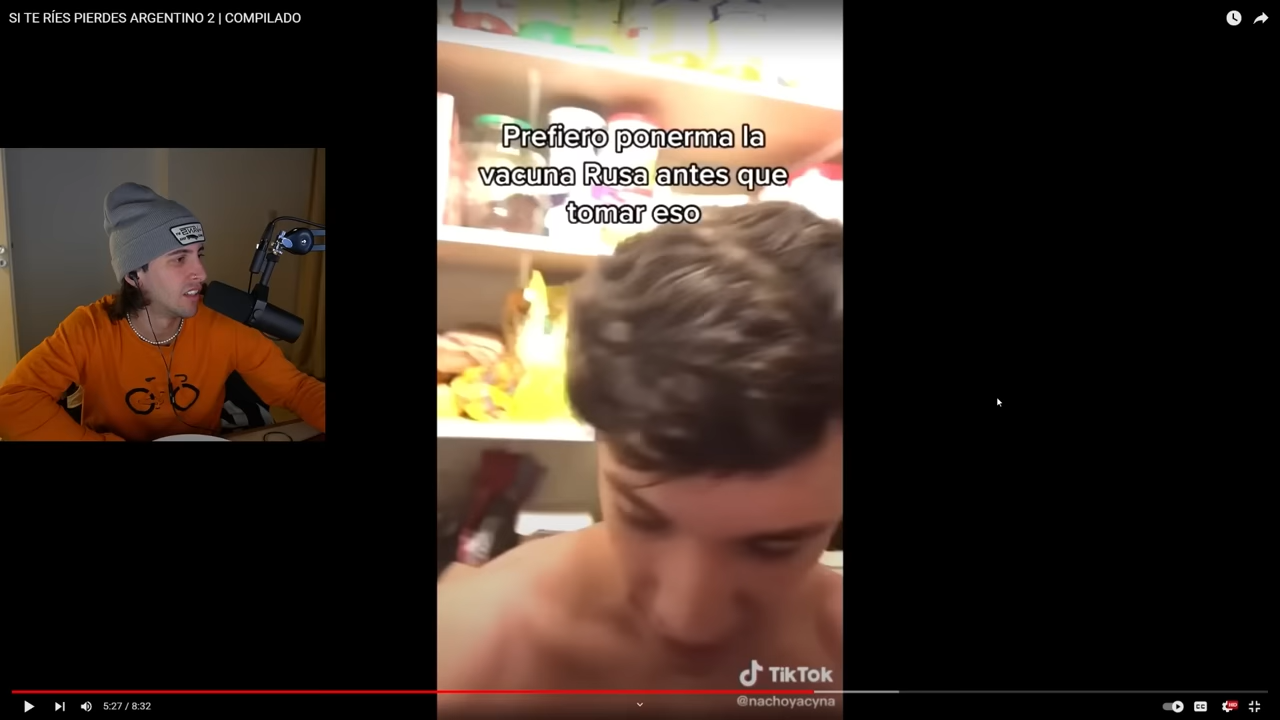 SI TE RÍES PIERDES ARGENTINO 2 | COMPILADO
Prefiero ponerma la
vacuna Rusa antes que
tomar eso
TikTok
@nachoyacyna
5:27 / 8:32
HD